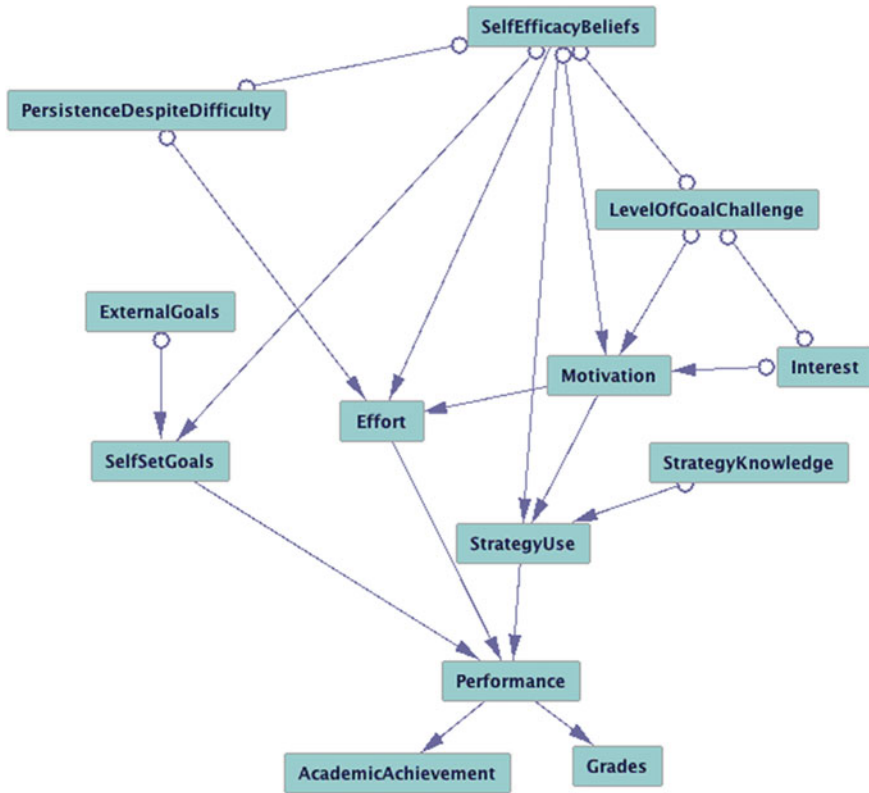 SelfEfficacyBeliefs
PersistenceDespiteDifficulty
LevelOfGoalChallenge
ExternalGoals
Motivation
Interest
Effort
SelfSetGoals
StrategyKnowledge
StrategyUse
Performance
AcademicAchievement
Grades